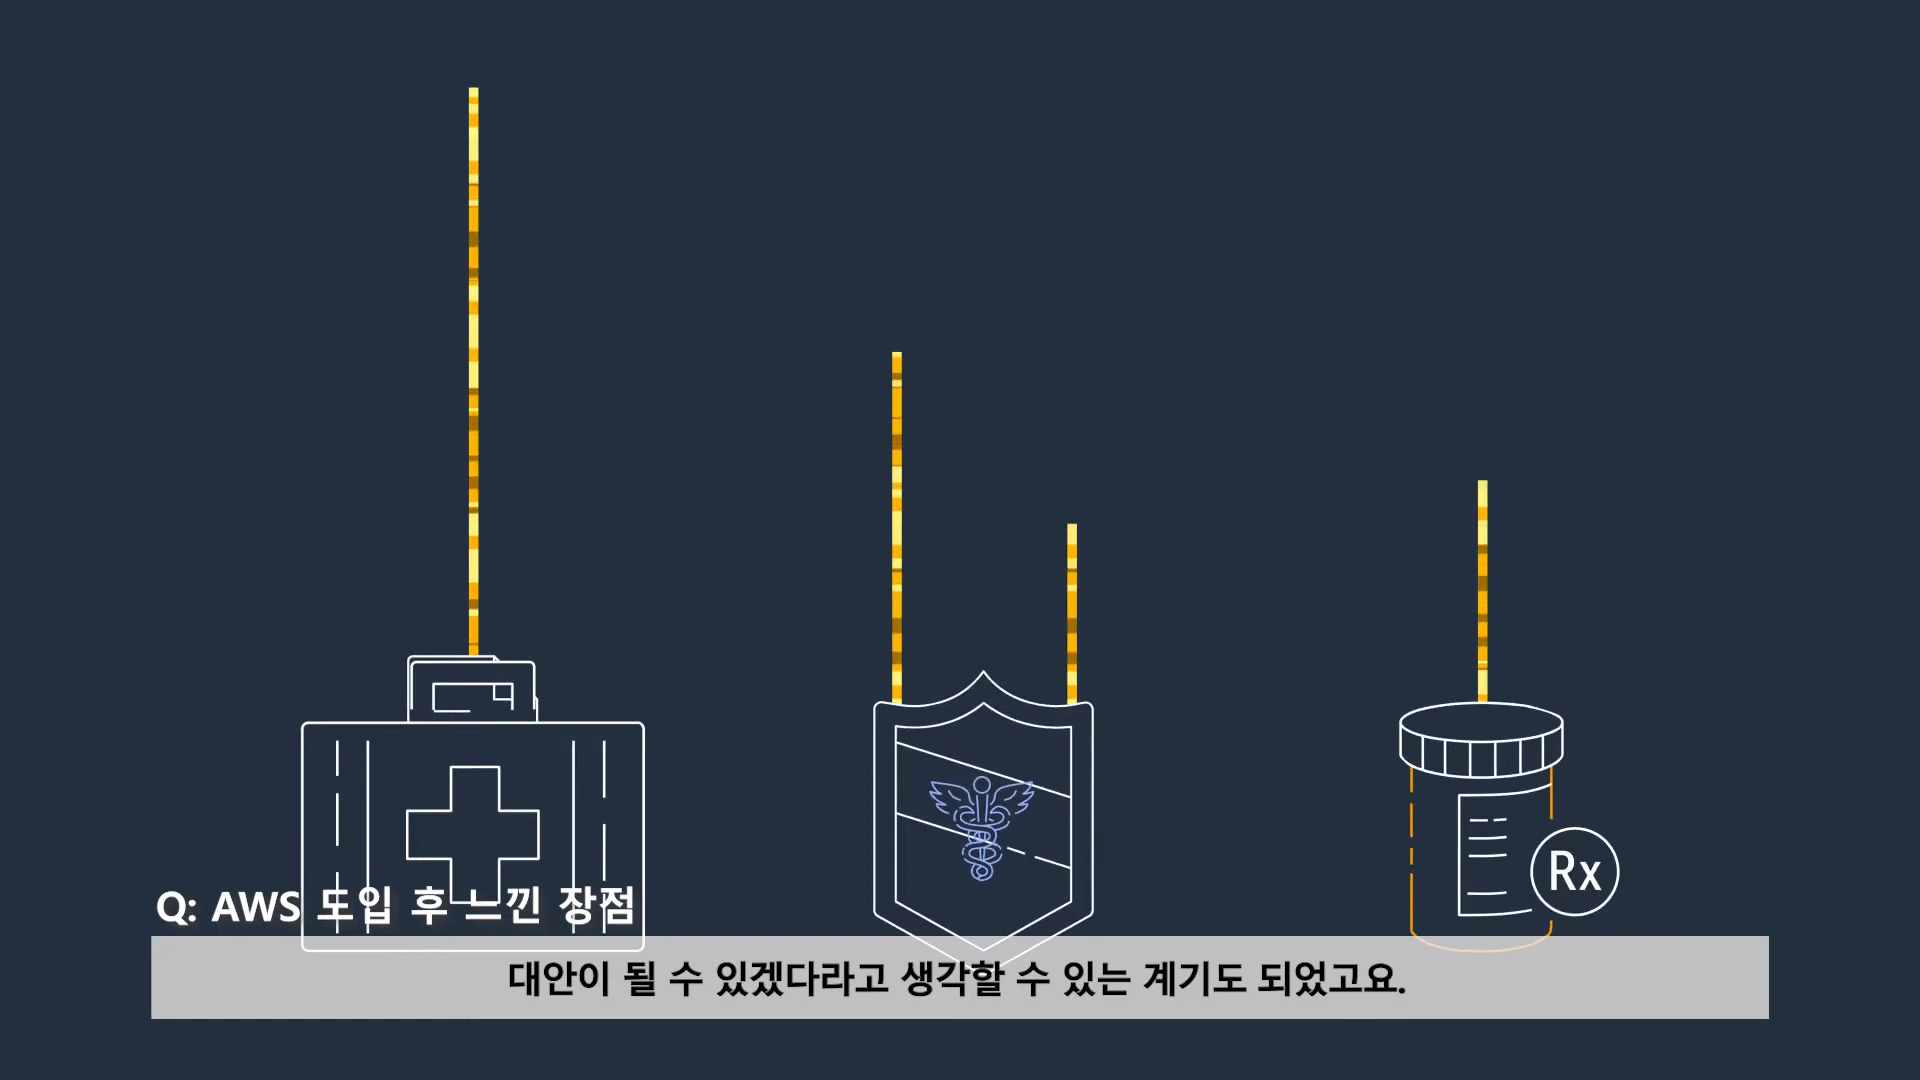 Rx
Q: AWS 도입 후 느낀 장점
대안이 될 수 있겠다라고 생각할 수 있는 계기도 되었고요.